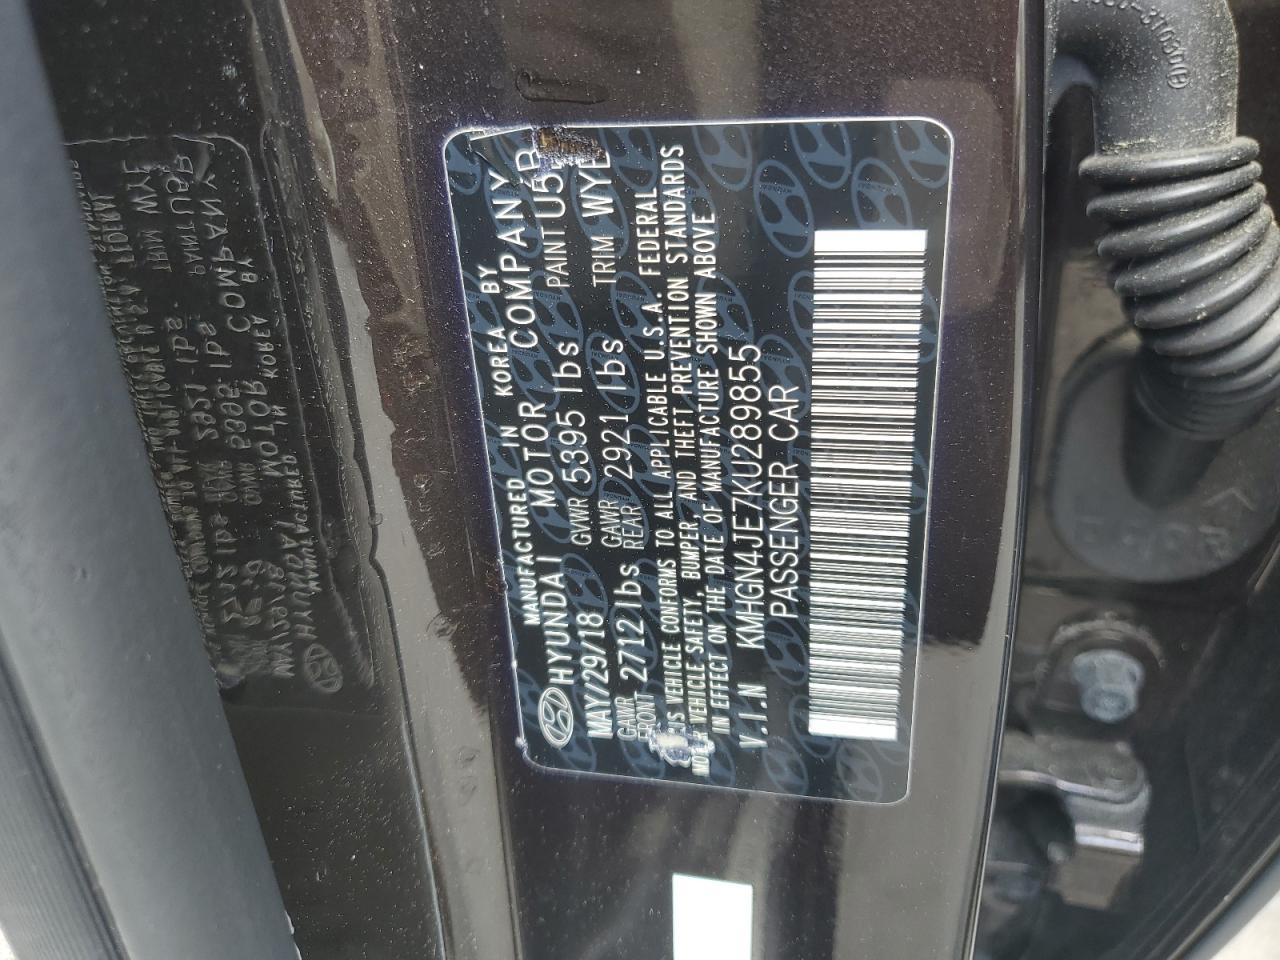 MANUFACTURED IN KOREA BY
HYUNDAI MOTOR COMPANY
MAY/29/18 GVWR 5395 lbs PAINT U5B
GAWR FRONT 2712 lbs GAWR REAR 2921 lbs TRIM WYE
VEHICLE CONFORMS TO ALL APPLICABLE U.S.A. FEDERAL
VEHICLE SAFETY, BUMPER, AND THEFT PREVENTION STANDARDS
IN EFFECT ON THE DATE OF MANUFACTURE SHOWN ABOVE
V.I.N KMHGN4JE7KU289855
PASSENGER CAR